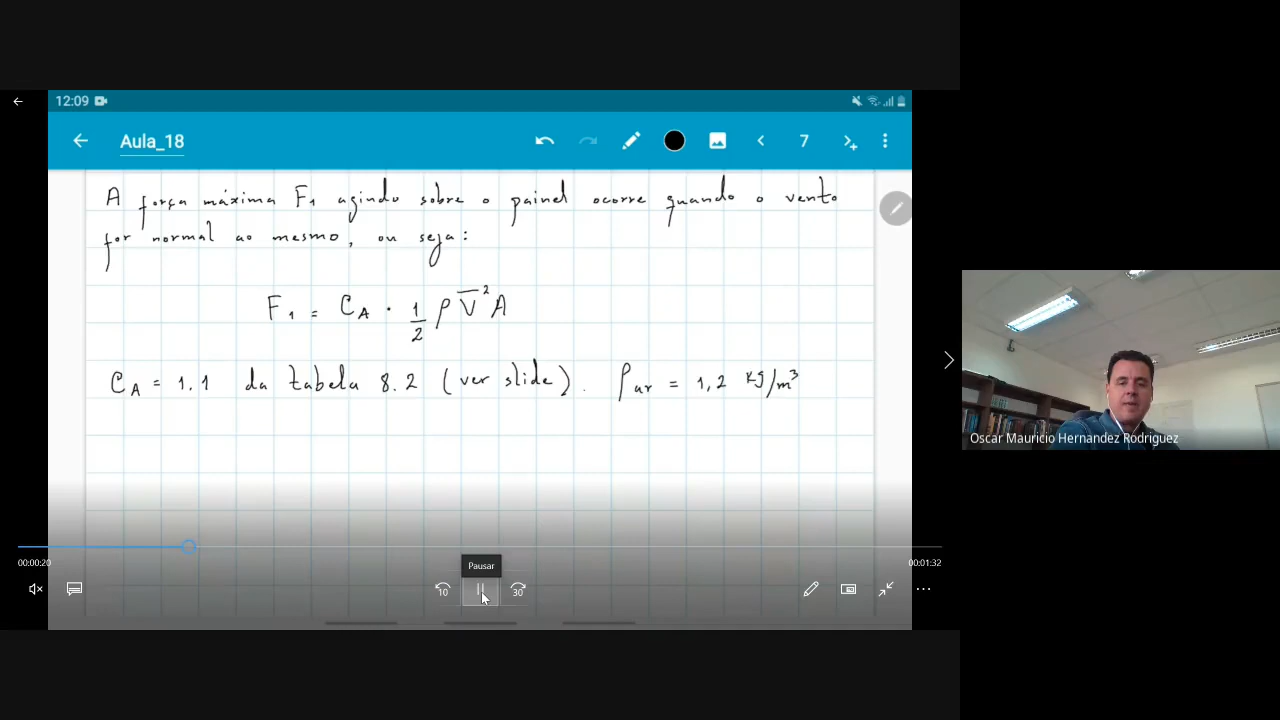 12:09
Aula_18
7
A força máxima F1 agindo sobre o painel ocorre quando o vento
for normal ao mesmo, ou seja:
F1 = CA · 1/2 ρ V̅² A
CA = 1.1 da tabela 8.2 (ver slide). ρar = 1,2 kg/m³
Oscar Mauricio Hernandez Rodriguez
00:00:20
Pausar
00:01:32
10
30